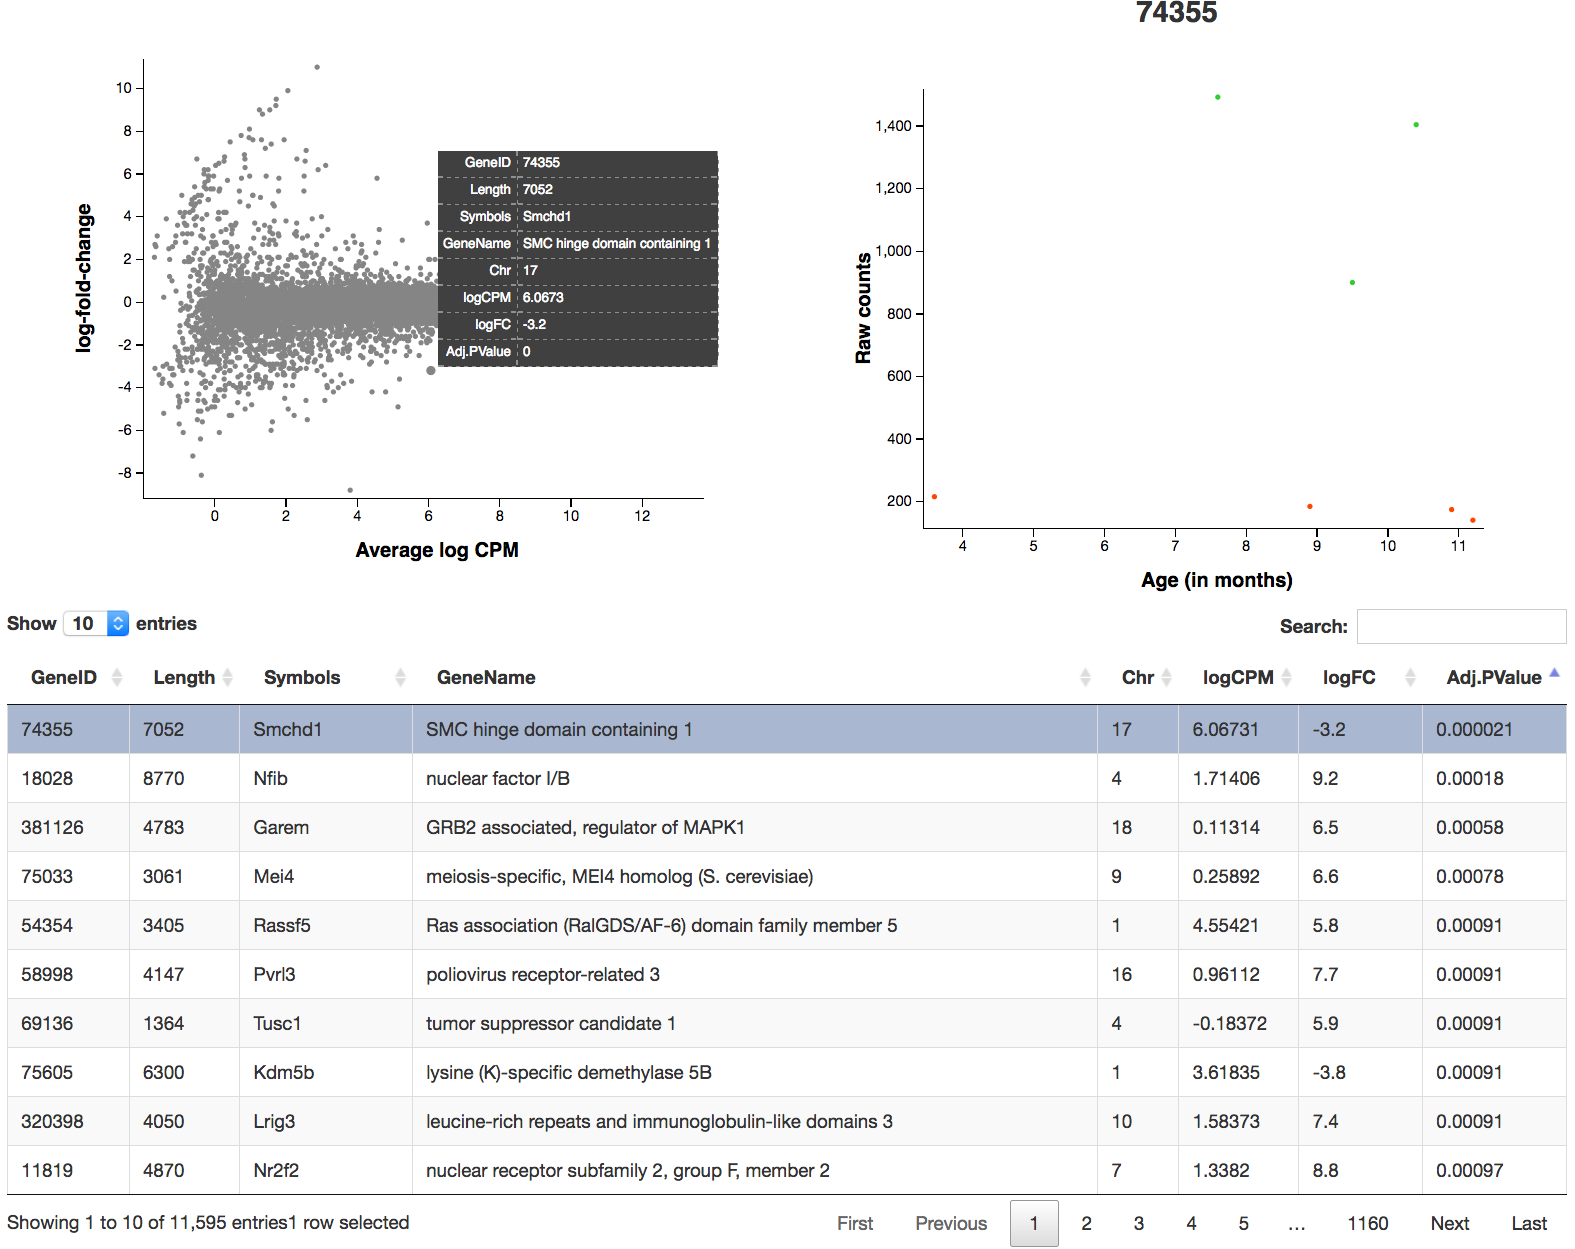 74355
10
8
6
4
2
0
-2
-4
-6
-8
log-fold-change
0 2 4 6 8 10 12
Average log CPM
GeneID 74355
Length 7052
Symbols Smchd1
GeneName SMC hinge domain containing 1
Chr 17
logCPM 6.0673
logFC -3.2
Adj.PValue 0
1,400
1,200
1,000
800
600
400
200
Raw counts
4 5 6 7 8 9 10 11
Age (in months)
Show 10 entries
Search:
GeneID Length Symbols GeneName Chr logCPM logFC Adj.PValue
74355 7052 Smchd1 SMC hinge domain containing 1 17 6.06731 -3.2 0.000021
18028 8770 Nfib nuclear factor I/B 4 1.71406 9.2 0.00018
381126 4783 Garem GRB2 associated, regulator of MAPK1 18 0.11314 6.5 0.00058
75033 3061 Mei4 meiosis-specific, MEI4 homolog (S. cerevisiae) 9 0.25892 6.6 0.00078
54354 3405 Rassf5 Ras association (RalGDS/AF-6) domain family member 5 1 4.55421 5.8 0.00091
58998 4147 Pvrl3 poliovirus receptor-related 3 16 0.96112 7.7 0.00091
69136 1364 Tusc1 tumor suppressor candidate 1 4 -0.18372 5.9 0.00091
75605 6300 Kdm5b lysine (K)-specific demethylase 5B 1 3.61835 -3.8 0.00091
320398 4050 Lrig3 leucine-rich repeats and immunoglobulin-like domains 3 10 1.58373 7.4 0.00091
11819 4870 Nr2f2 nuclear receptor subfamily 2, group F, member 2 7 1.3382 8.8 0.00097
Showing 1 to 10 of 11,595 entries1 row selected
First Previous 1 2 3 4 5 … 1160 Next Last